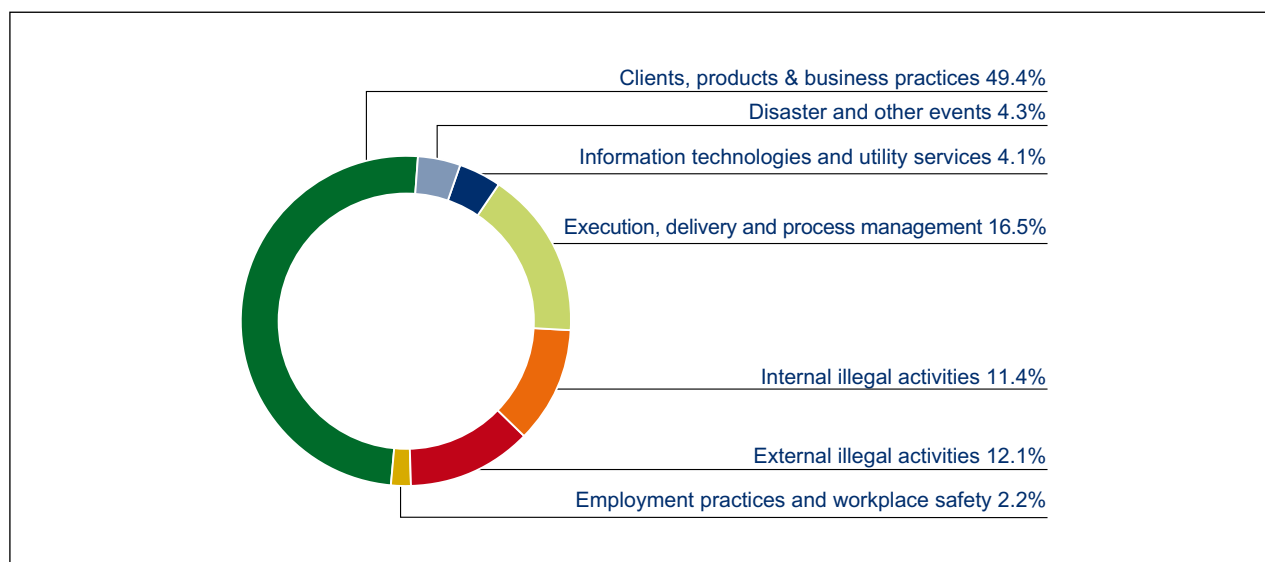 Clients, products & business practices 49.4%
Disaster and other events 4.3%
Information technologies and utility services 4.1%
Execution, delivery and process management 16.5%
Internal illegal activities 11.4%
External illegal activities 12.1%
Employment practices and workplace safety 2.2%